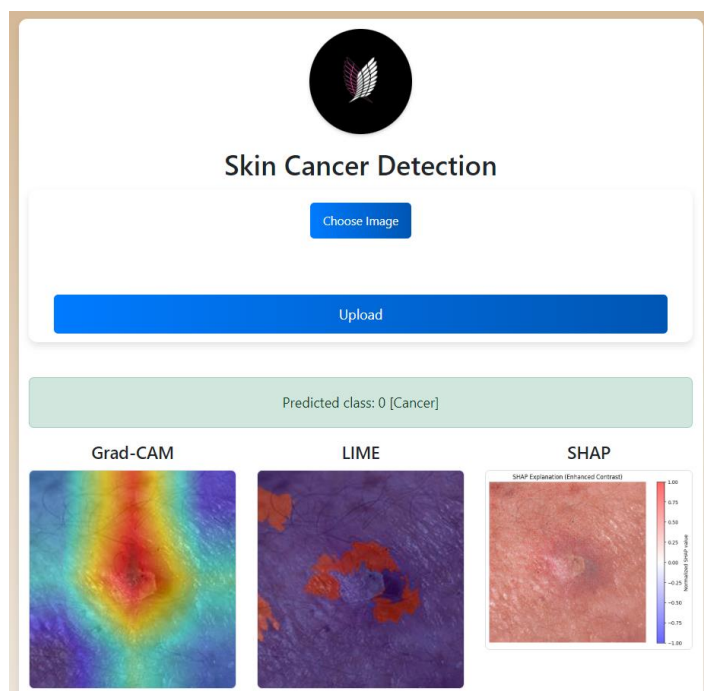 Skin Cancer Detection
Choose Image
Upload
Predicted class: 0 [Cancer]
Grad-CAM
LIME
SHAP
SHAP Explanation (Enhanced Contrast)
1.00
0.75
0.50
0.25
0.00
−0.25
−0.50
−0.75
−1.00
Normalized SHAP value